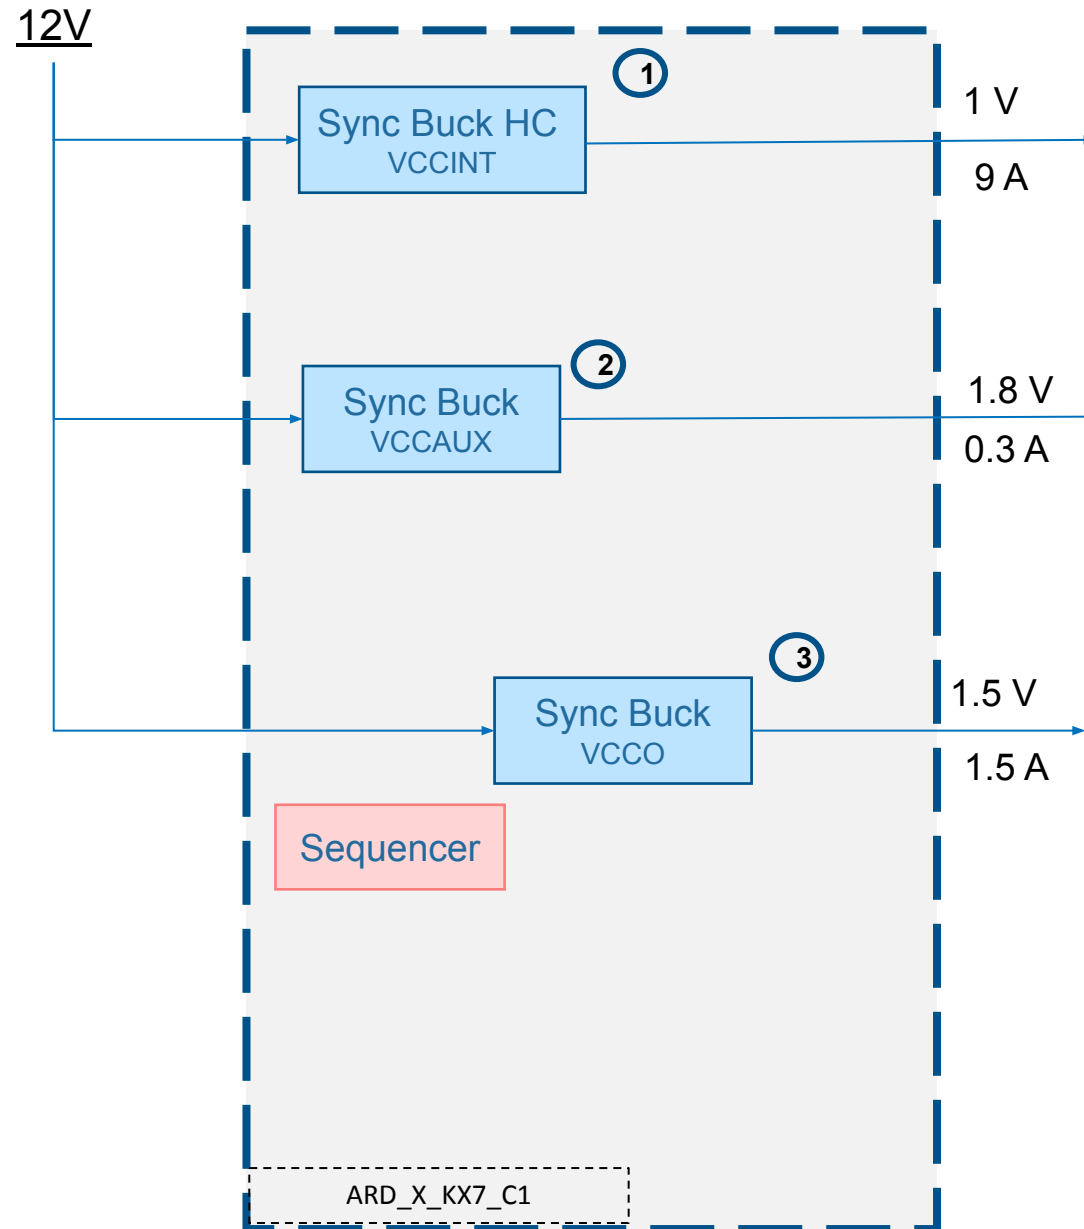 12V
1
Sync Buck HC
VCCINT
1 V
9 A
2
Sync Buck
VCCAUX
1.8 V
0.3 A
3
Sync Buck
VCCO
1.5 V
1.5 A
Sequencer
ARD_X_KX7_C1